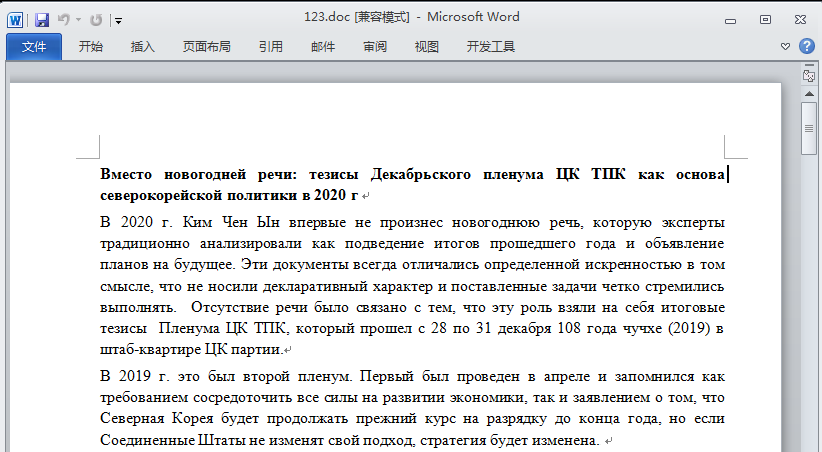 123.doc [兼容模式] - Microsoft Word
文件 开始 插入 页面布局 引用 邮件 审阅 视图 开发工具
Вместо новогодней речи: тезисы Декабрьского пленума ЦК ТПК как основа
северокорейской политики в 2020 г
В 2020 г. Ким Чен Ын впервые не произнес новогоднюю речь, которую эксперты
традиционно анализировали как подведение итогов прошедшего года и объявление
планов на будущее. Эти документы всегда отличались определенной искренностью в том
смысле, что не носили декларативный характер и поставленные задачи четко стремились
выполнять. Отсутствие речи было связано с тем, что эту роль взяли на себя итоговые
тезисы Пленума ЦК ТПК, который прошел с 28 по 31 декабря 108 года чучхе (2019) в
штаб-квартире ЦК партии.
В 2019 г. это был второй пленум. Первый был проведен в апреле и запомнился как
требованием сосредоточить все силы на развитии экономики, так и заявлением о том, что
Северная Корея будет продолжать прежний курс на разрядку до конца года, но если
Соединенные Штаты не изменят свой подход, стратегия будет изменена.